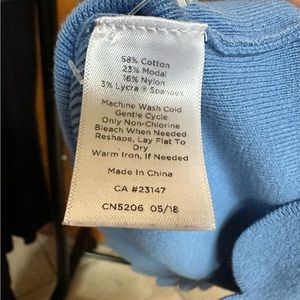 58% Cotton
23% Modal
16% Nylon
3% Lycra ® Spandex
Machine Wash Cold
Gentle Cycle
Only Non-Chlorine
Bleach When Needed
Reshape, Lay Flat To
Dry
Warm Iron, If Needed
Made In China
CA #23147
CN5206 05/18